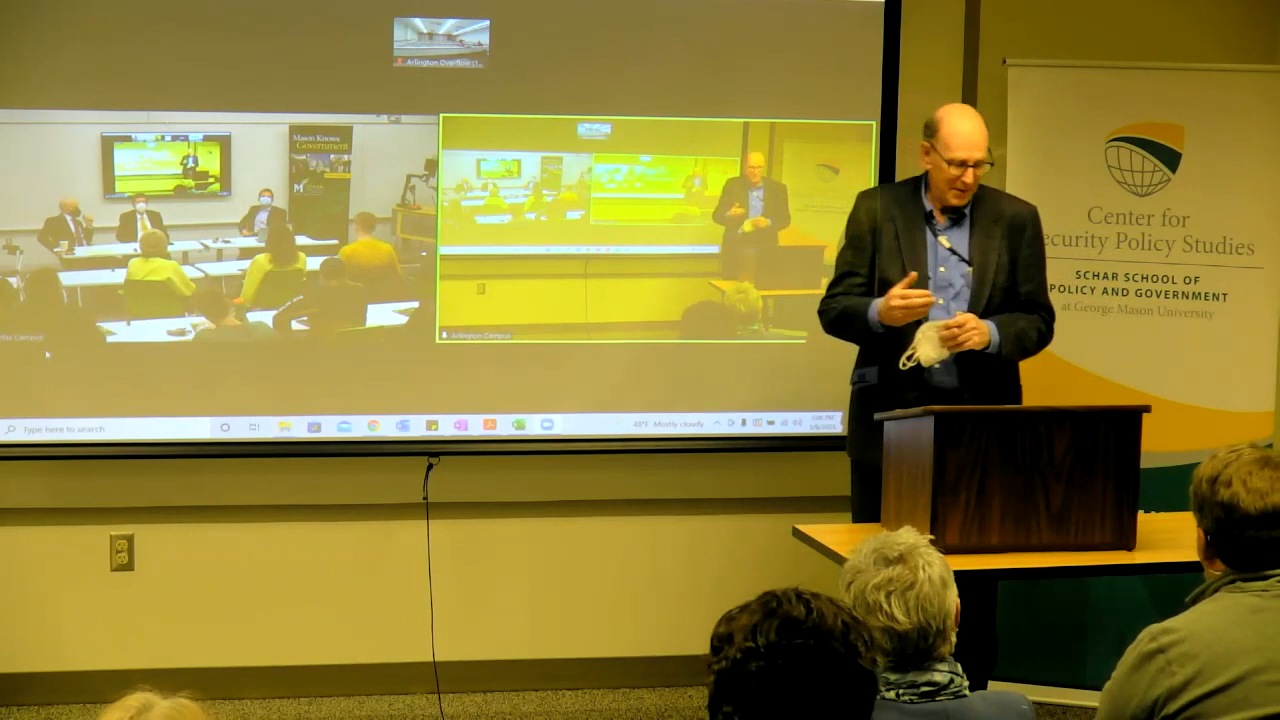 Arlington Overflow
Mason Knows
Government
SCHAR
Arlington Campus
Type here to search
48°F Mostly cloudy
Center for
ecurity Policy Studies
SCHAR SCHOOL OF
POLICY AND GOVERNMENT
at George Mason University